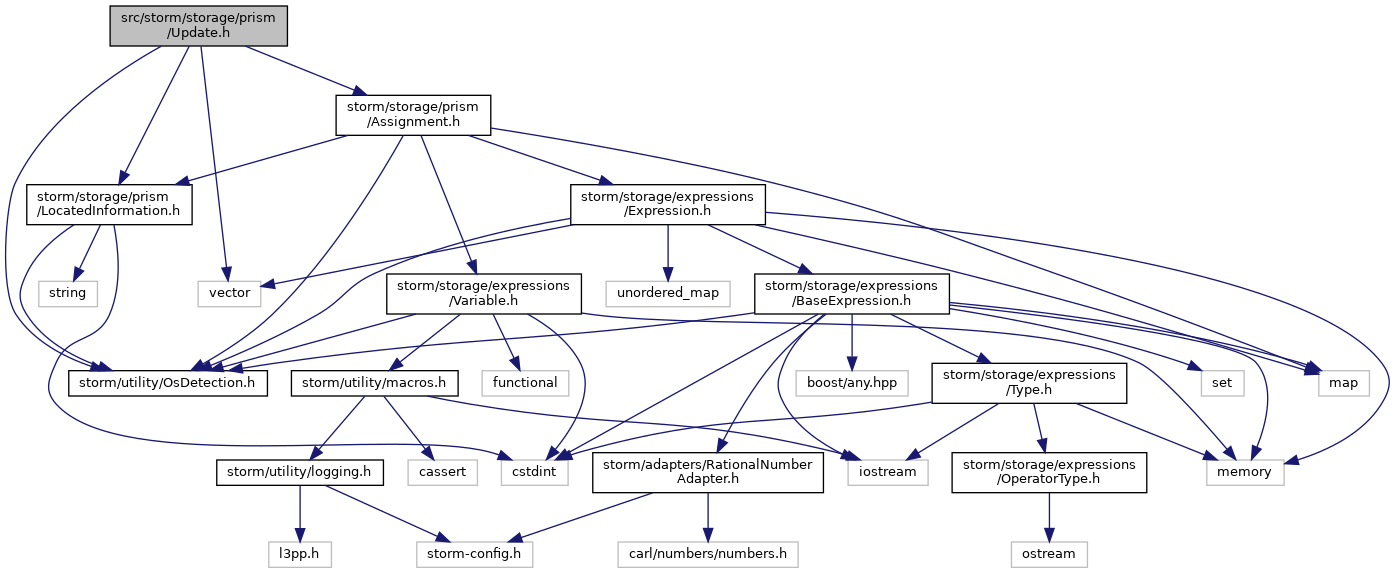 src/storm/storage/prism
/Update.h
storm/storage/prism
/Assignment.h
storm/storage/prism
/LocatedInformation.h
storm/storage/expressions
/Expression.h
string
vector
storm/storage/expressions
/Variable.h
unordered_map
storm/storage/expressions
/BaseExpression.h
storm/utility/OsDetection.h
storm/utility/macros.h
functional
boost/any.hpp
storm/storage/expressions
/Type.h
set
map
storm/utility/logging.h
cassert
cstdint
storm/adapters/RationalNumber
Adapter.h
iostream
storm/storage/expressions
/OperatorType.h
memory
l3pp.h
storm-config.h
carl/numbers/numbers.h
ostream